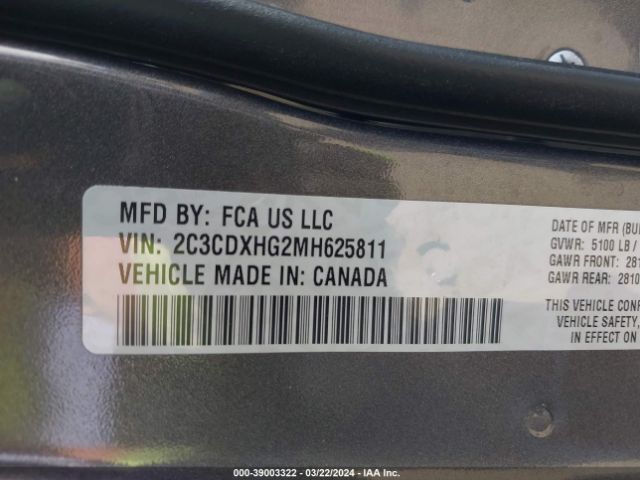 MFD BY: FCA US LLC
VIN: 2C3CDXHG2MH625811
VEHICLE MADE IN: CANADA
DATE OF MFR
GVWR: 5100 LB /
GAWR FRONT:
GAWR REAR:
THIS VEHICLE
VEHICLE SAFETY,
IN EFFECT ON
000-39003322 - 03/22/2024 - IAA Inc.